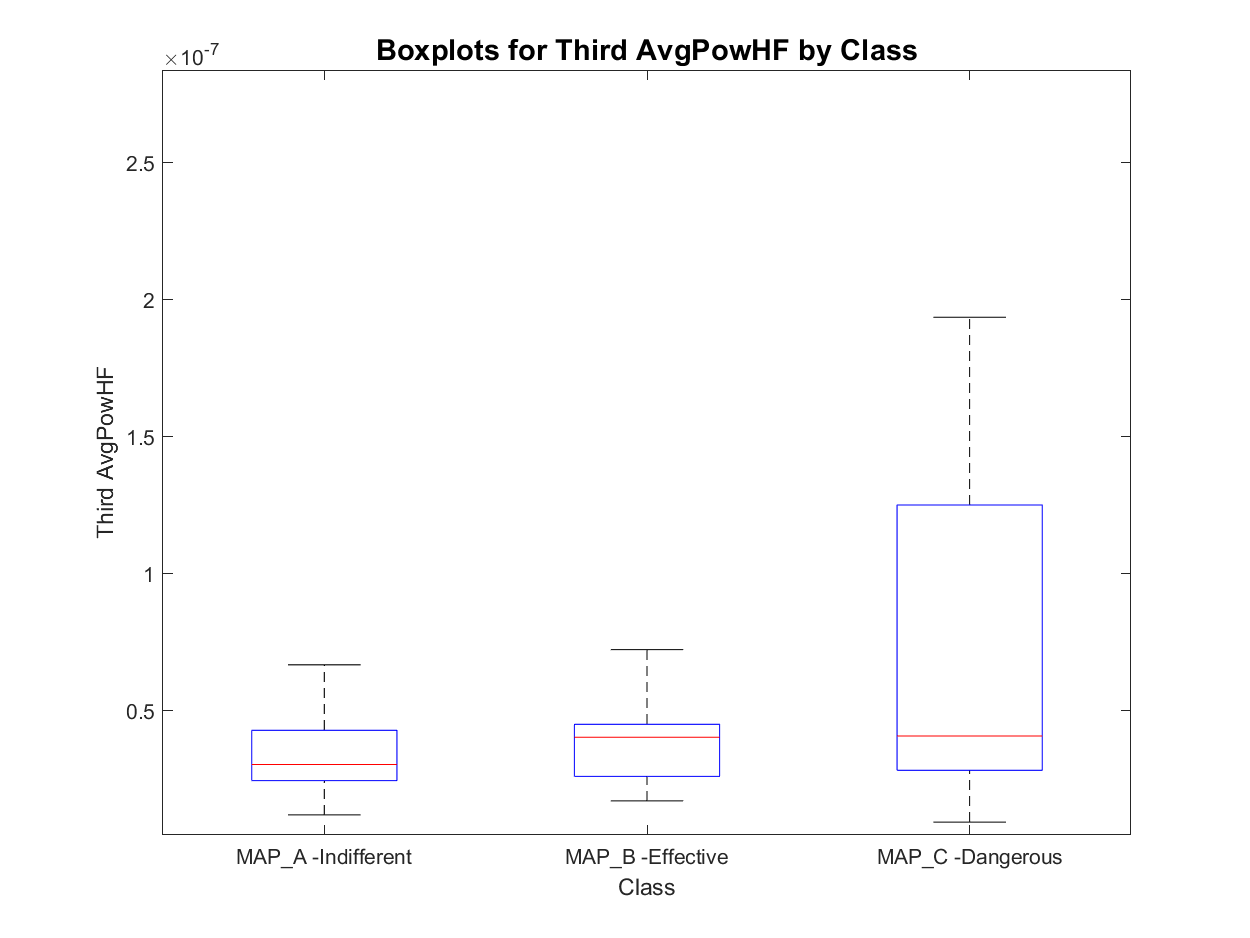 ×10-7
Boxplots for Third AvgPowHF by Class
2.5
2
1.5
1
0.5
Third AvgPowHF
MAP_A -Indifferent
MAP_B -Effective
MAP_C -Dangerous
Class